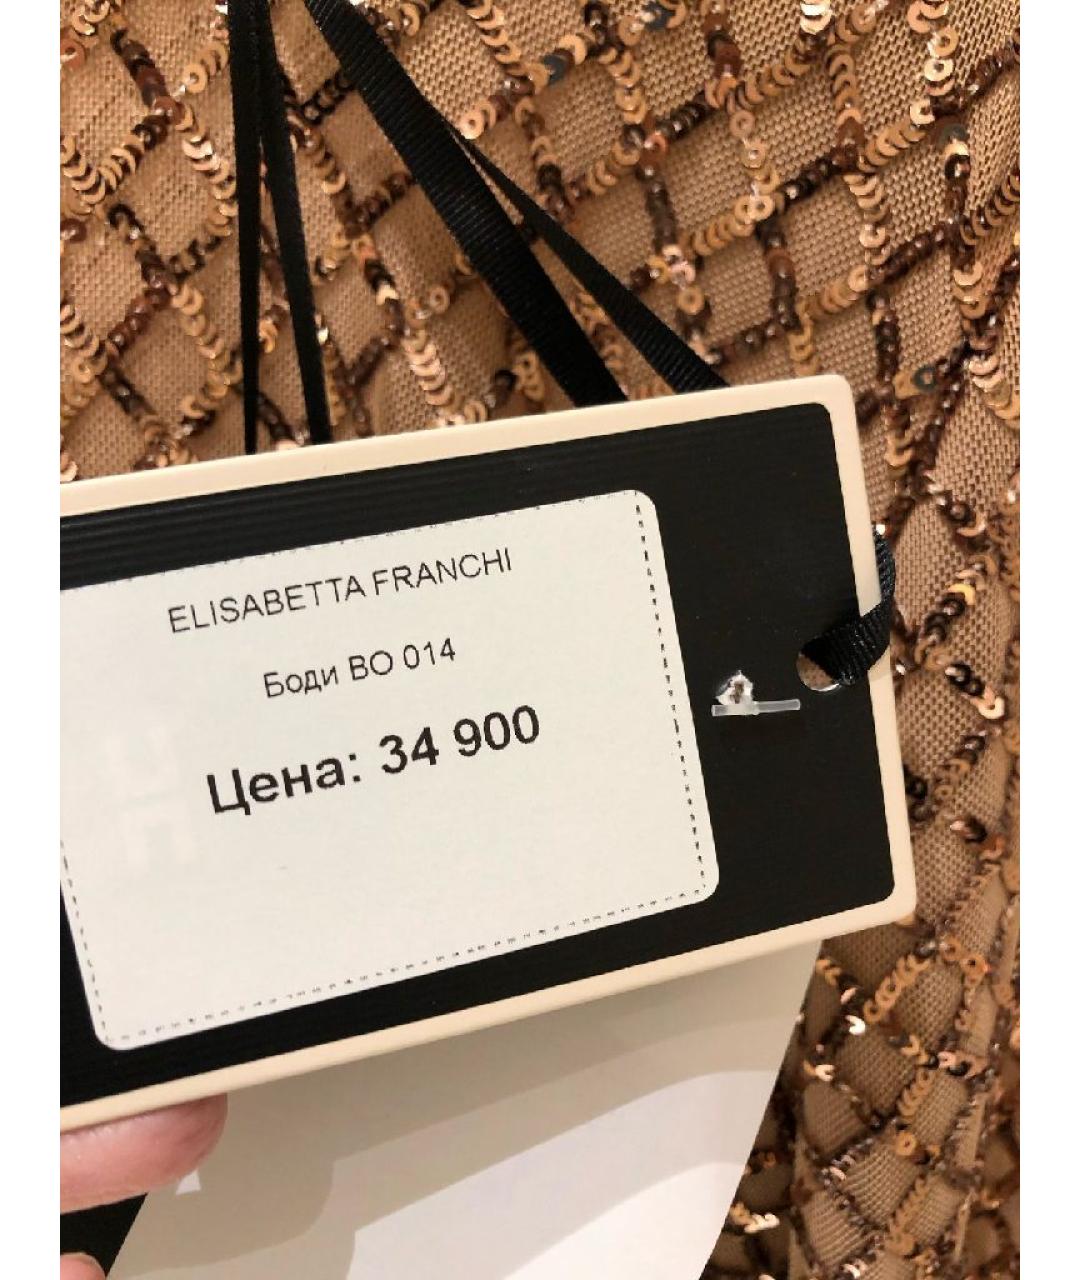 ELISABETTA FRANCHI
Боди BO 014
Цена: 34 900